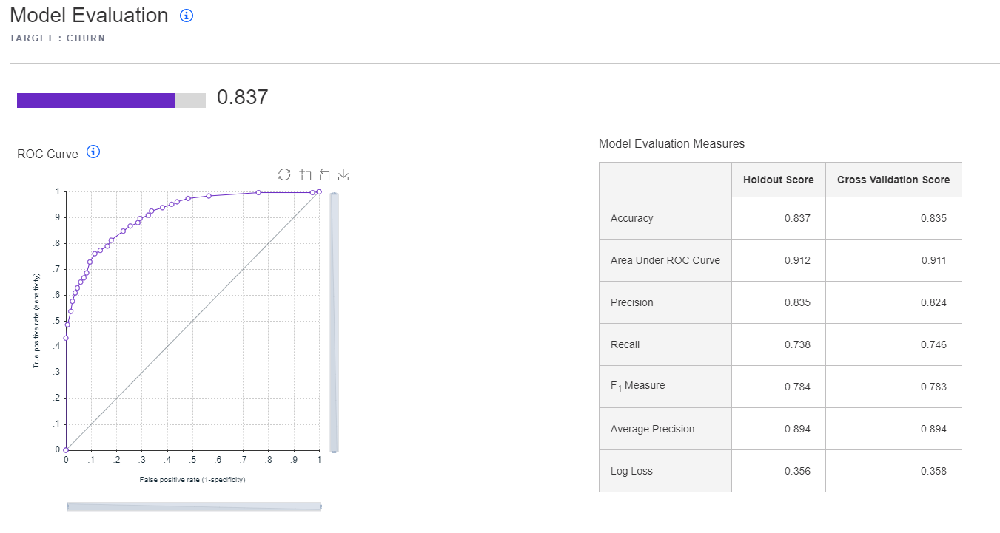 Model Evaluation
TARGET : CHURN
0.837
ROC Curve
1
.9
.8
.7
.6
.5
.4
.3
.2
.1
0
True positive rate (sensitivity)
0 .1 .2 .3 .4 .5 .6 .7 .8 .9 1
False positive rate (1-specificity)
Model Evaluation Measures
Holdout Score Cross Validation Score
Accuracy 0.837 0.835
Area Under ROC Curve 0.912 0.911
Precision 0.835 0.824
Recall 0.738 0.746
F1 Measure 0.784 0.783
Average Precision 0.894 0.894
Log Loss 0.356 0.358